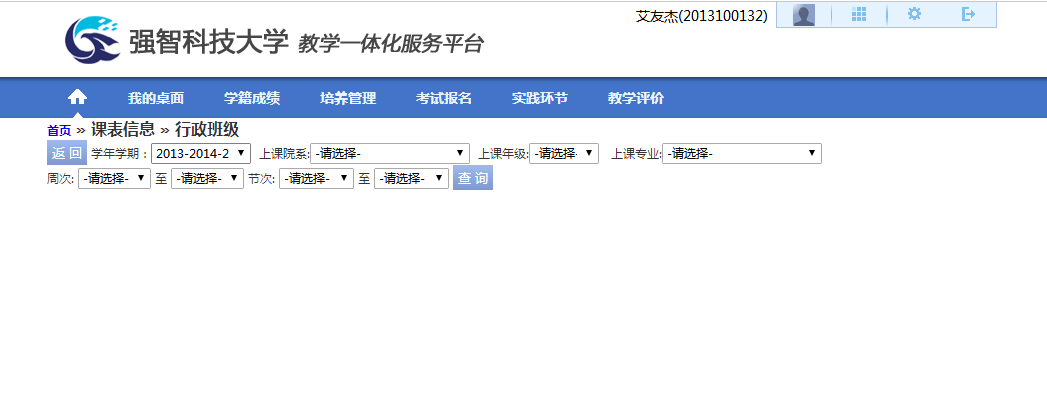 艾友杰(2013100132)
强智科技大学 教学一体化服务平台
我的桌面 学籍成绩 培养管理 考试报名 实践环节 教学评价
首页 » 课表信息 » 行政班级
返 回 学年学期：2013-2014-2 上课院系:-请选择- 上课年级:-请选择- 上课专业:-请选择-
周次: -请选择- 至 -请选择- 节次: -请选择- 至 -请选择- 查 询